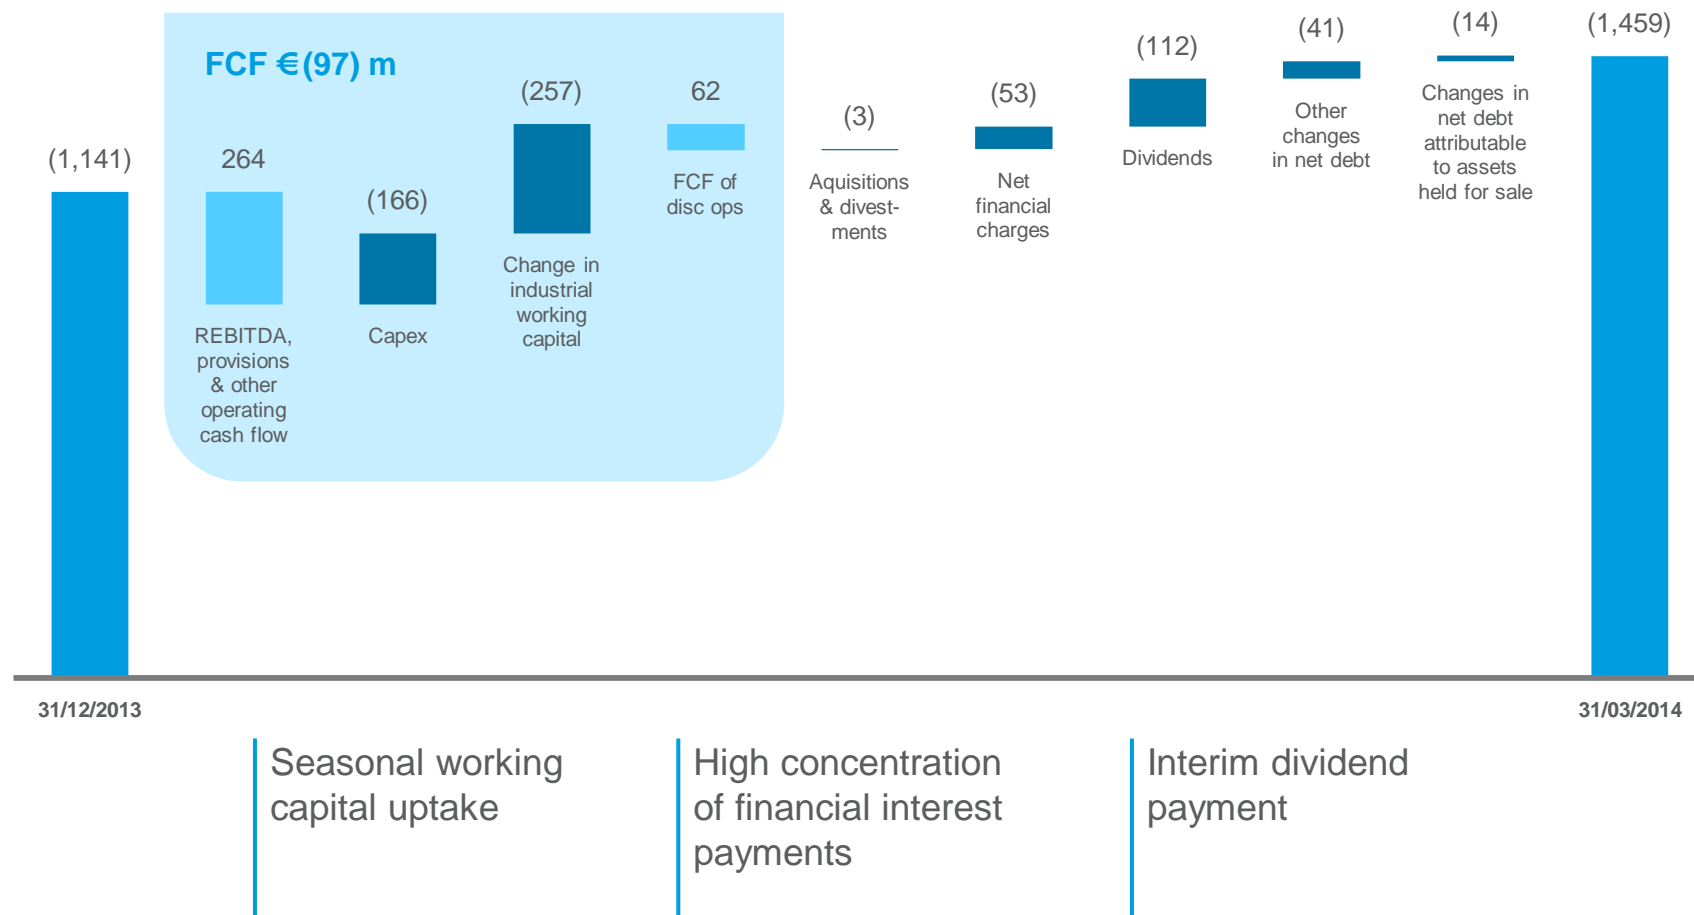 (1,141)
FCF €(97) m
264
REBITDA,
provisions
& other
operating
cash flow
(166)
Capex
(257)
Change in
industrial
working
capital
62
FCF of
disc ops
(3)
Aquisitions
& divest-
ments
(53)
Net
financial
charges
(112)
Dividends
(41)
Other
changes
in net debt
(14)
Changes in
net debt
attributable
to assets
held for sale
(1,459)
31/12/2013
31/03/2014
Seasonal working
capital uptake
High concentration
of financial interest
payments
Interim dividend
payment